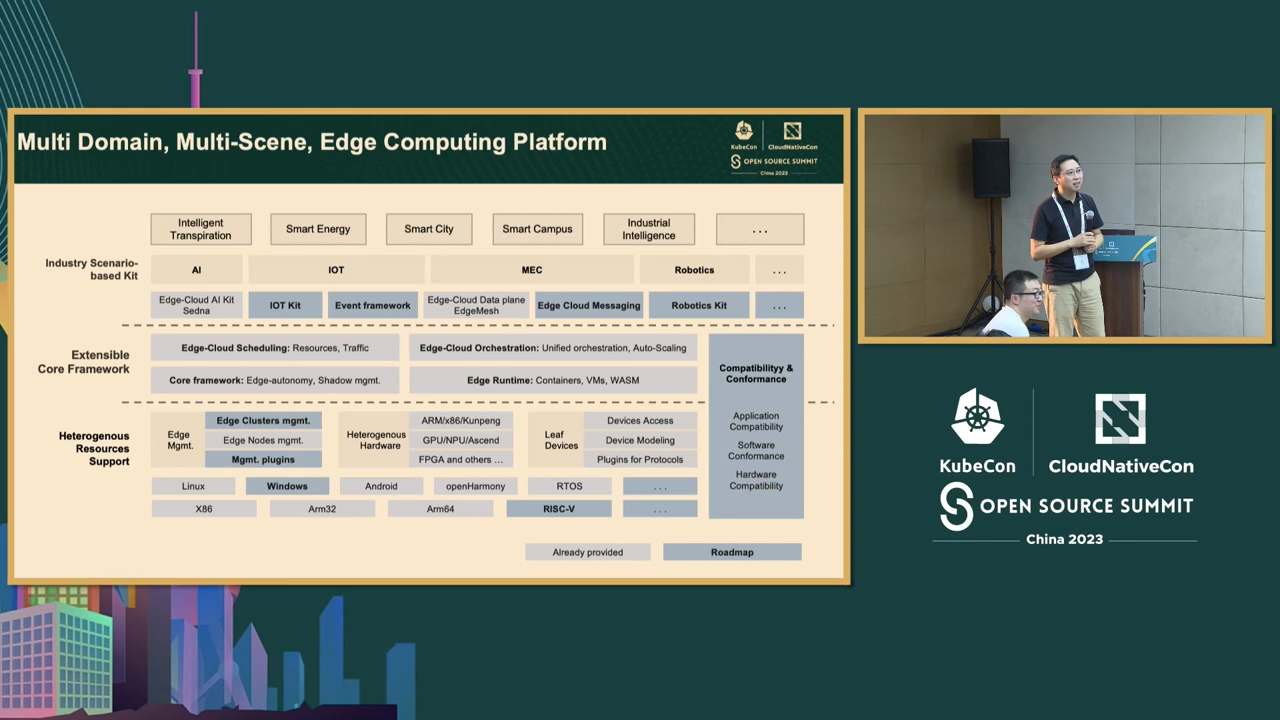 Multi Domain, Multi-Scene, Edge Computing Platform
KubeCon
CloudNativeCon
OPEN SOURCE SUMMIT
China 2023
Intelligent
Transpiration
Smart Energy
Smart City
Smart Campus
Industrial
Intelligence
. . .
Industry Scenario-
based Kit
AI
IOT
MEC
Robotics
. . .
Edge-Cloud AI Kit
Sedna
IOT Kit
Event framework
Edge-Cloud Data plane
EdgeMesh
Edge Cloud Messaging
Robotics Kit
. . .
Extensible
Core Framework
Edge-Cloud Scheduling: Resources, Traffic
Edge-Cloud Orchestration: Unified orchestration, Auto-Scaling
Core framework: Edge-autonomy, Shadow mgmt.
Edge Runtime: Containers, VMs, WASM
Compatibilityy &
Conformance
Application
Compatibility
Software
Conformance
Hardware
Compatibility
Heterogenous
Resources
Support
Edge
Mgmt.
Edge Clusters mgmt.
Edge Nodes mgmt.
Mgmt. plugins
Heterogenous
Hardware
ARM/x86/Kunpeng
GPU/NPU/Ascend
FPGA and others ...
Leaf
Devices
Devices Access
Device Modeling
Plugins for Protocols
Linux
Windows
Android
openHarmony
RTOS
. . .
X86
Arm32
Arm64
RISC-V
. . .
Already provided
Roadmap
KubeCon
CloudNativeCon
OPEN SOURCE SUMMIT
China 2023